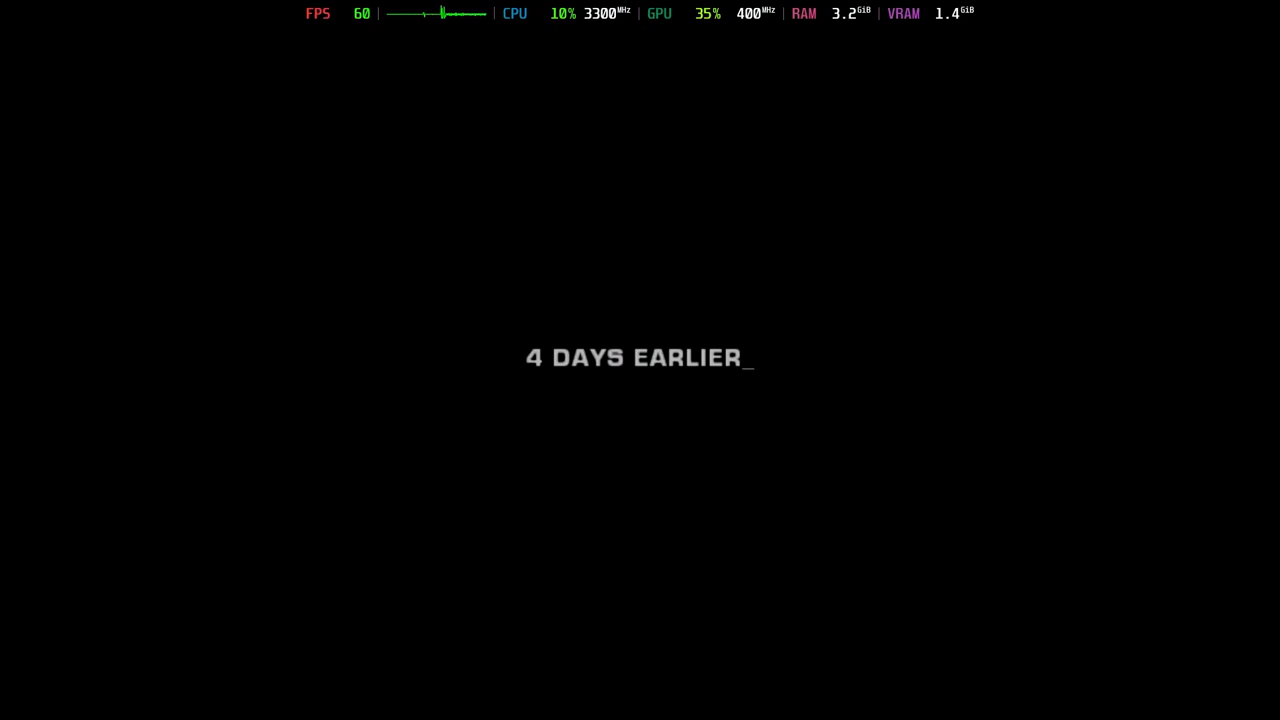 FPS 60 | CPU 10% 3300MHz | GPU 35% 400MHz | RAM 3.2GiB | VRAM 1.4GiB
4 DAYS EARLIER_